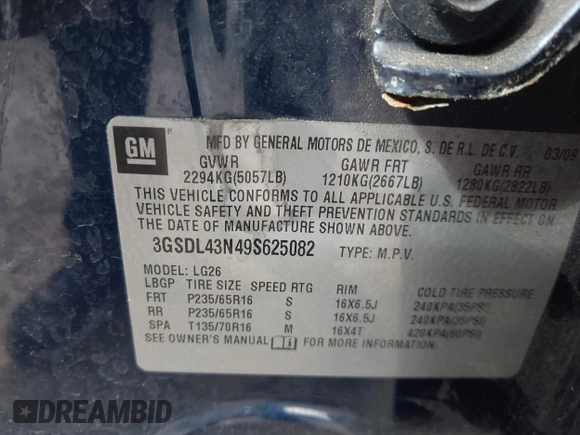 GM
MFD BY GENERAL MOTORS DE MEXICO, S. DE R.L. DE C.V. 03/09
GVWR GAWR FRT GAWR RR
2294KG(5057LB) 1210KG(2667LB) 1280KG(2822LB)
THIS VEHICLE CONFORMS TO ALL APPLICABLE U.S. FEDERAL MOTOR
VEHICLE SAFETY AND THEFT PREVENTION STANDARDS IN EFFECT ON
THE DATE OF MANUFACTURE SHOWN ABOVE.
3GSDL43N49S625082 TYPE: M.P.V.
MODEL: LG26
LBGP TIRE SIZE SPEED RTG RIM COLD TIRE PRESSURE
FRT P235/65R16 S 16X6.5J 240KPA(35PSI)
RR P235/65R16 S 16X6.5J 240KPA(35PSI)
SPA T135/70R16 M 16X4T 420KPA(60PSI)
SEE OWNER'S MANUAL FOR MORE INFORMATION.
DREAMBID